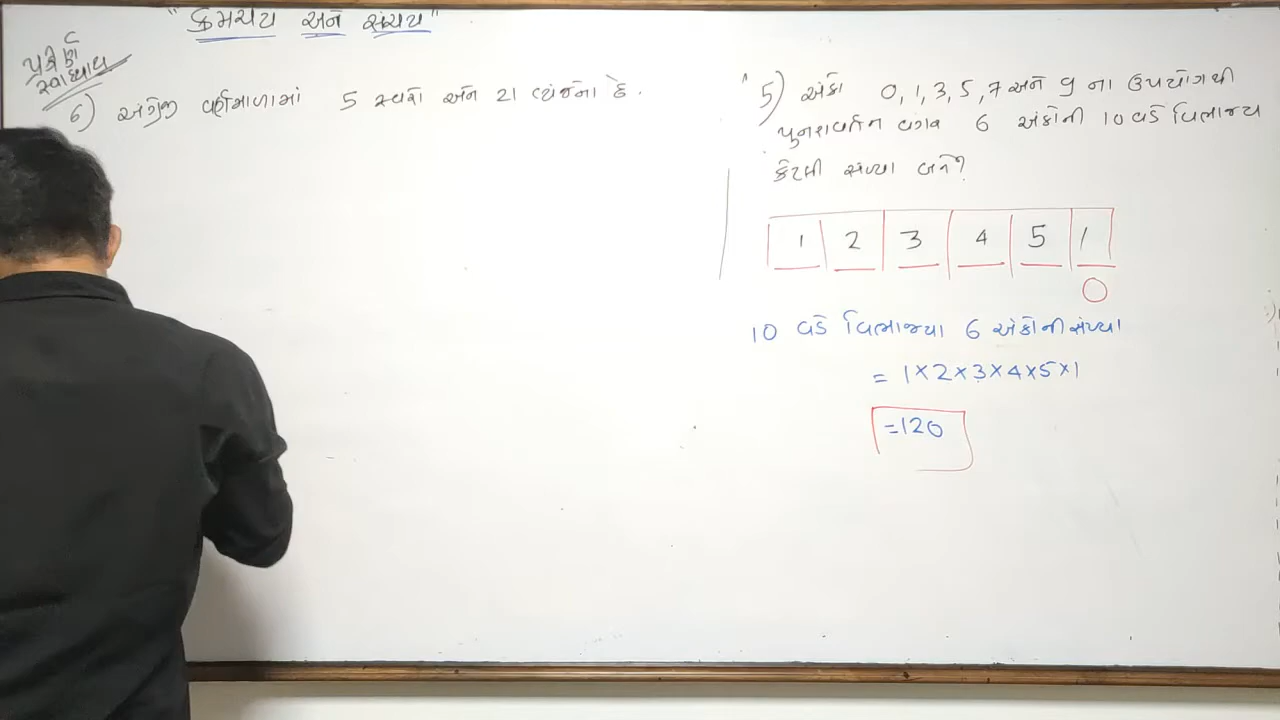 "ક્રમચય અને સંચય"
પ્રકીર્ણ
સ્વાધ્યાય
6) અંગ્રેજી વર્ણમાળામાં 5 સ્વરો અને 21 વ્યંજનો છે.
5) અંકો 0, 1, 3, 5, 7 અને 9 ના ઉપયોગથી
પુનરાવર્તન વગર 6 અંકોની 10 વડે વિભાજ્ય
કેટલી સંખ્યા બને?
1 2 3 4 5 1
0
10 વડે વિભાજ્યા 6 અંકોની સંખ્યા
= 1×2×3×4×5×1
=120